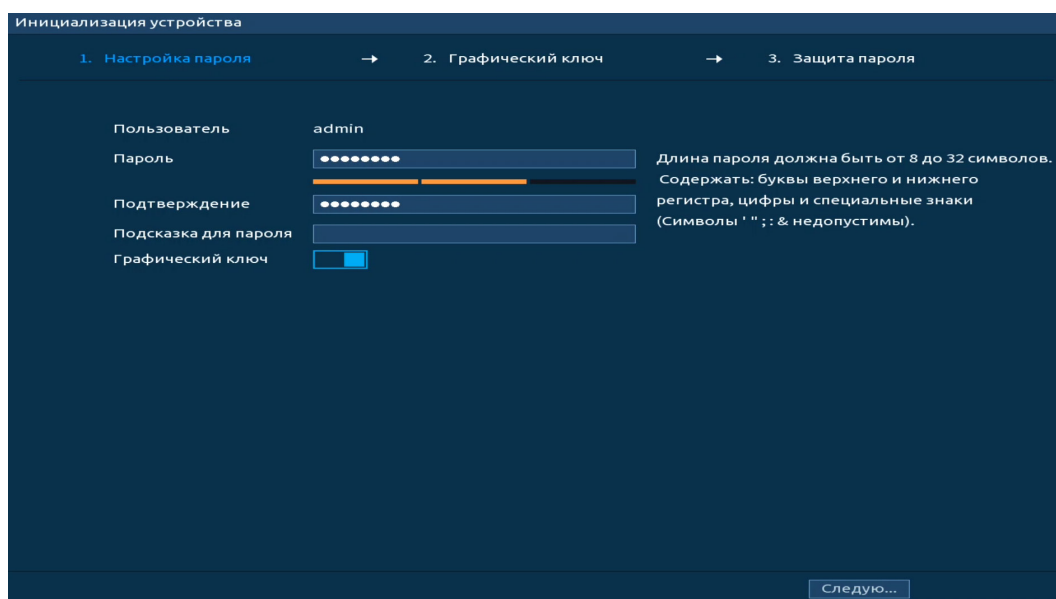 Инициализация устройства
1. Настройка пароля → 2. Графический ключ → 3. Защита пароля
Пользователь admin
Пароль ●●●●●●●● Длина пароля должна быть от 8 до 32 символов.
Содержать: буквы верхнего и нижнего
Подтверждение ●●●●●●●● регистра, цифры и специальные знаки
(Символы ' " ; : & недопустимы).
Подсказка для пароля
Графический ключ
Следую...